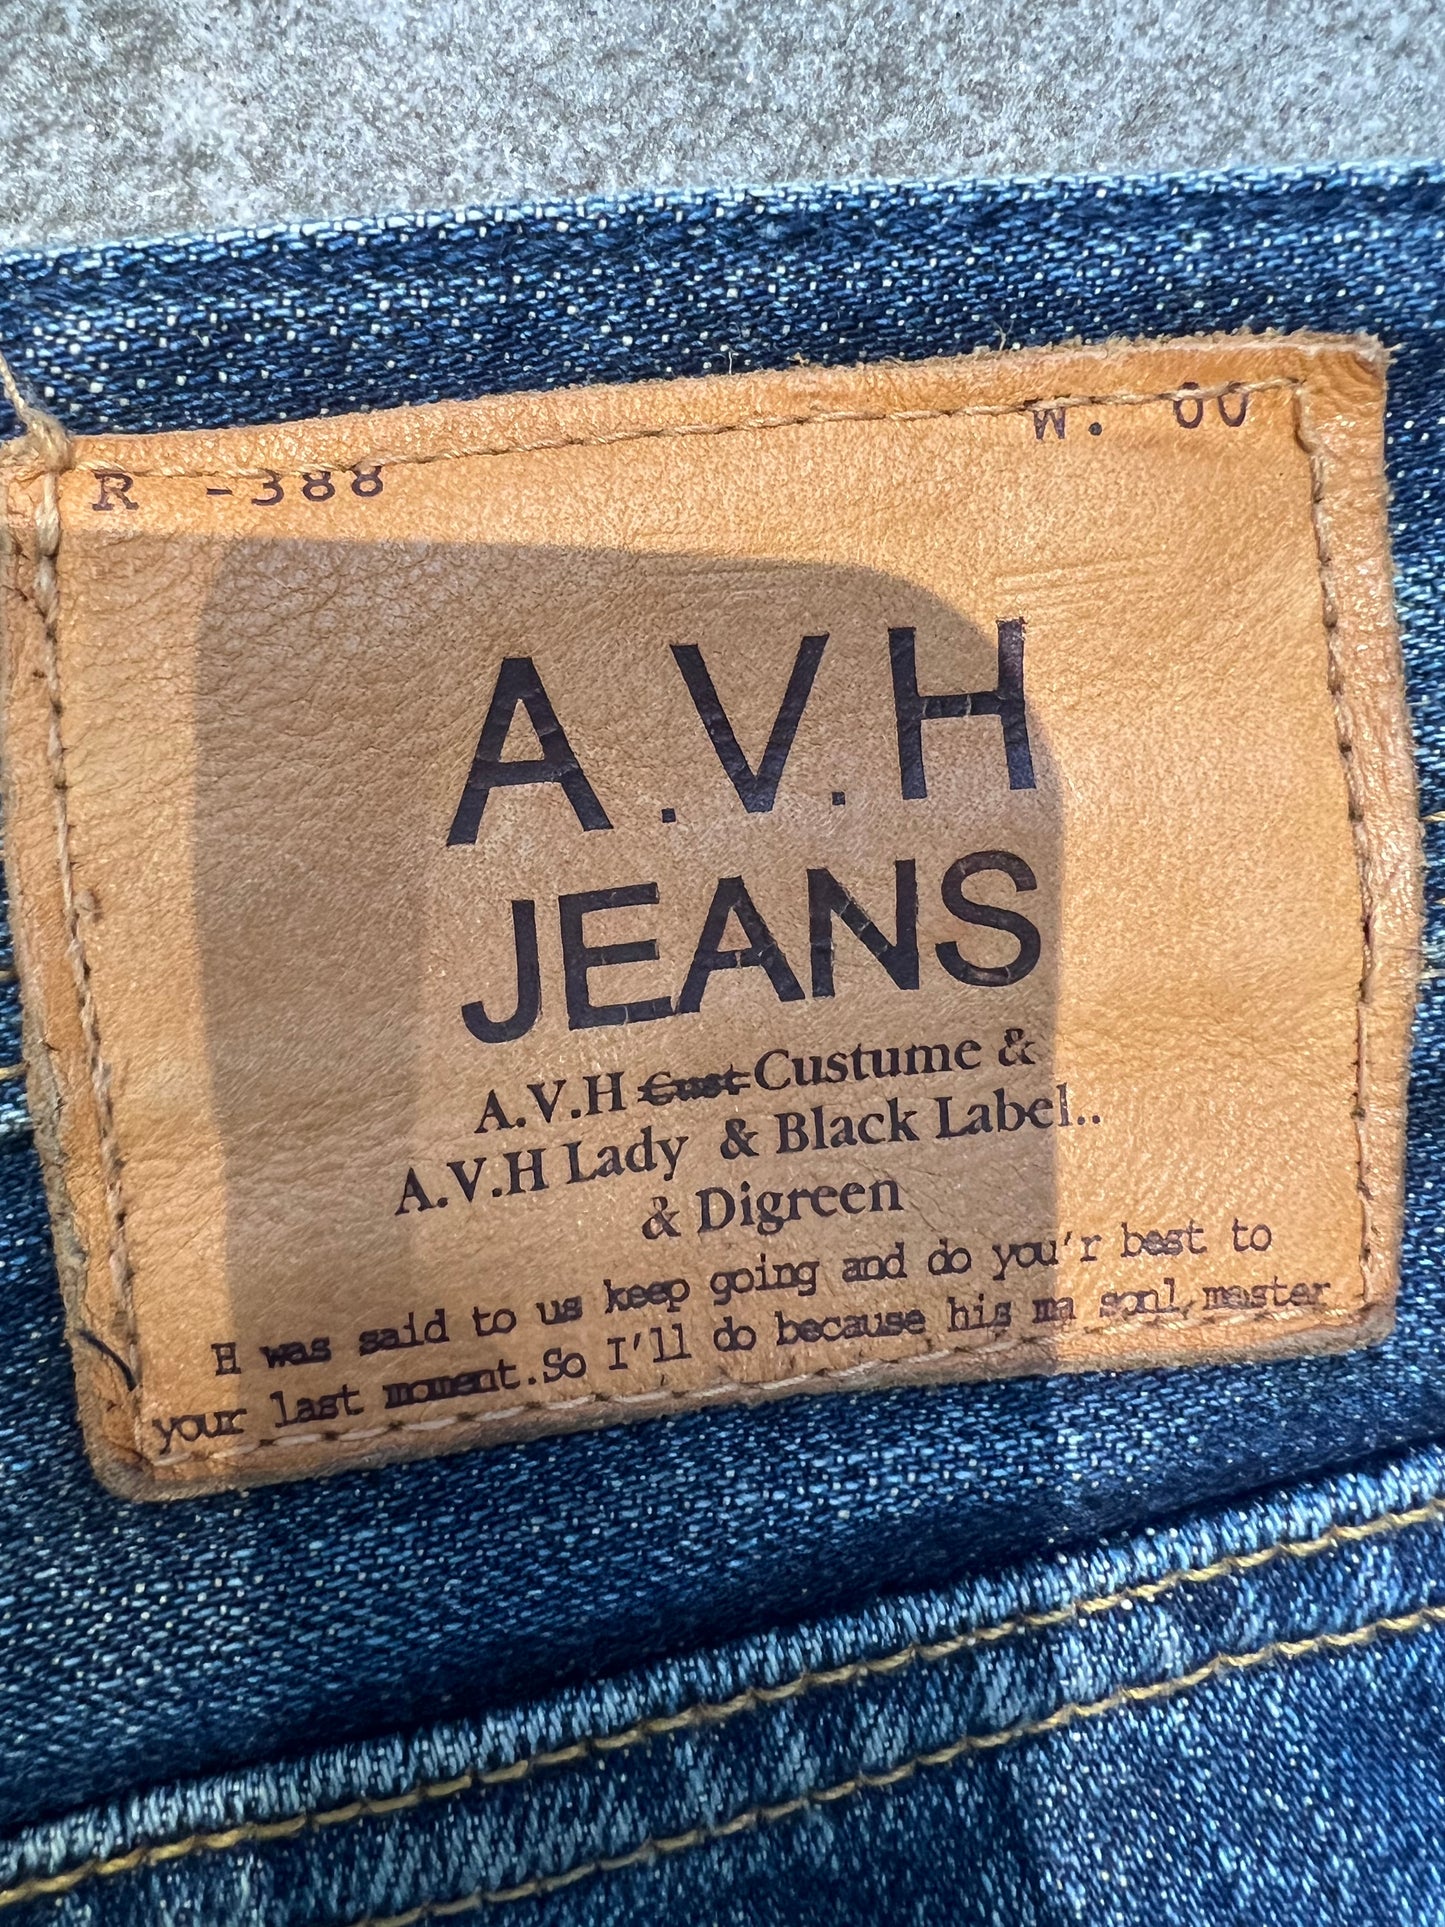 R -388 W. 00
A.V.H
JEANS
A.V.H Cust Custume &
A.V.H Lady & Black Label..
& Digreen
H was said to us keep going and do you'r best to
your last moment.So I'll do because his ma sonl,master